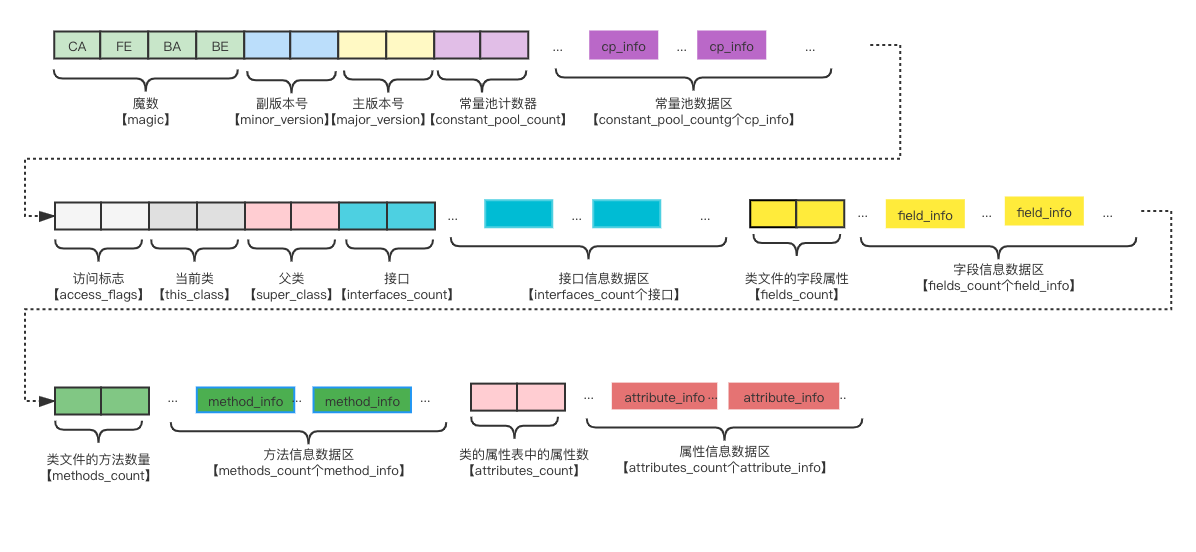 CA FE BA BE ... cp_info ... cp_info ...
魔数 副版本号 主版本号 常量池计数器 常量池数据区
【magic】 【minor_version】 【major_version】 【constant_pool_count】 【constant_pool_countg个cp_info】
... ... ... ... field_info ... field_info ...
访问标志 当前类 父类 接口 接口信息数据区 类文件的字段属性 字段信息数据区
【access_flags】 【this_class】 【super_class】 【interfaces_count】 【interfaces_count个接口】 【fields_count】 【fields_count个field_info】
... method_info ... method_info ... ... attribute_info ... attribute_info ..
类文件的方法数量 方法信息数据区 类的属性表中的属性数 属性信息数据区
【methods_count】 【methods_count个method_info】 【attributes_count】 【attributes_count个attribute_info】